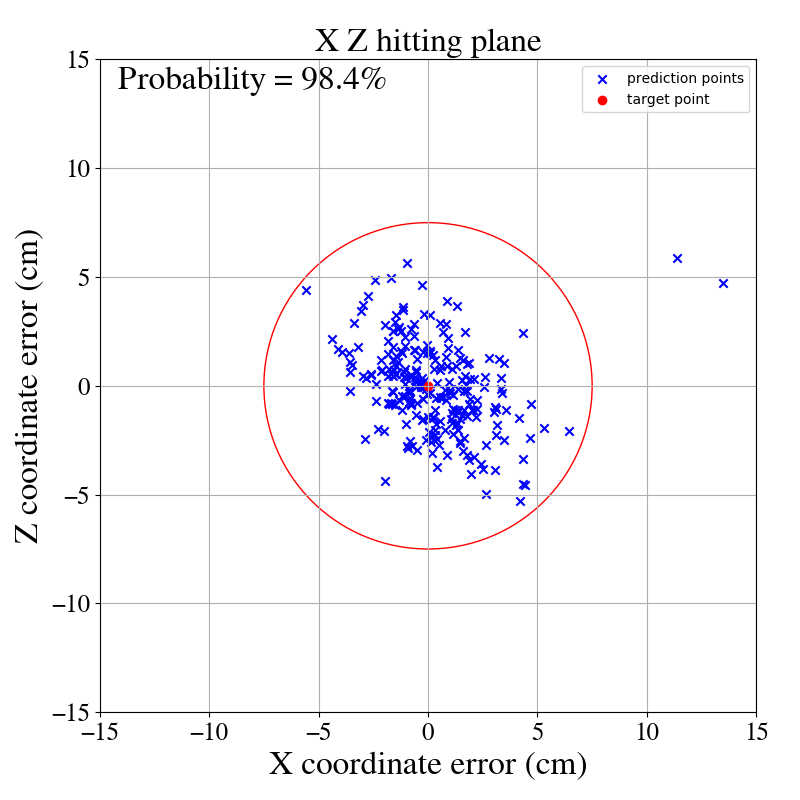 X Z hitting plane
Probability = 98.4%
prediction points
target point
15
10
5
0
−5
−10
−15
Z coordinate error (cm)
−15 −10 −5 0 5 10 15
X coordinate error (cm)